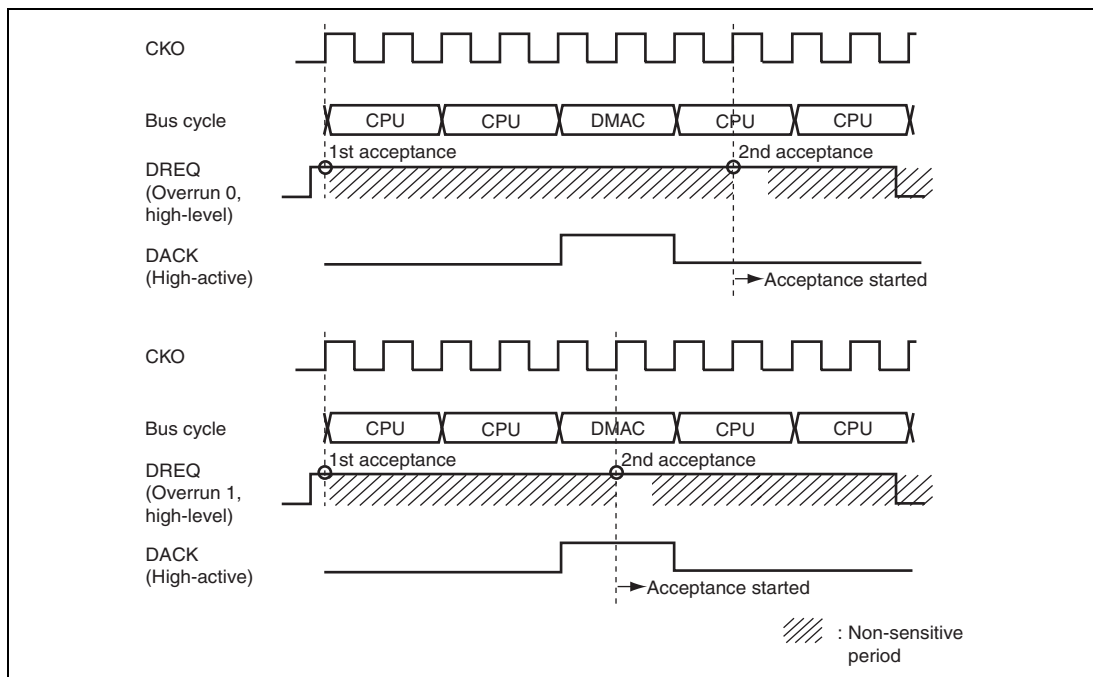 CKO
Bus cycle
CPU CPU DMAC CPU CPU
1st acceptance 2nd acceptance
DREQ
(Overrun 0,
high-level)
DACK
(High-active)
Acceptance started
CKO
Bus cycle
CPU CPU DMAC CPU CPU
1st acceptance 2nd acceptance
DREQ
(Overrun 1,
high-level)
DACK
(High-active)
Acceptance started
: Non-sensitive
period